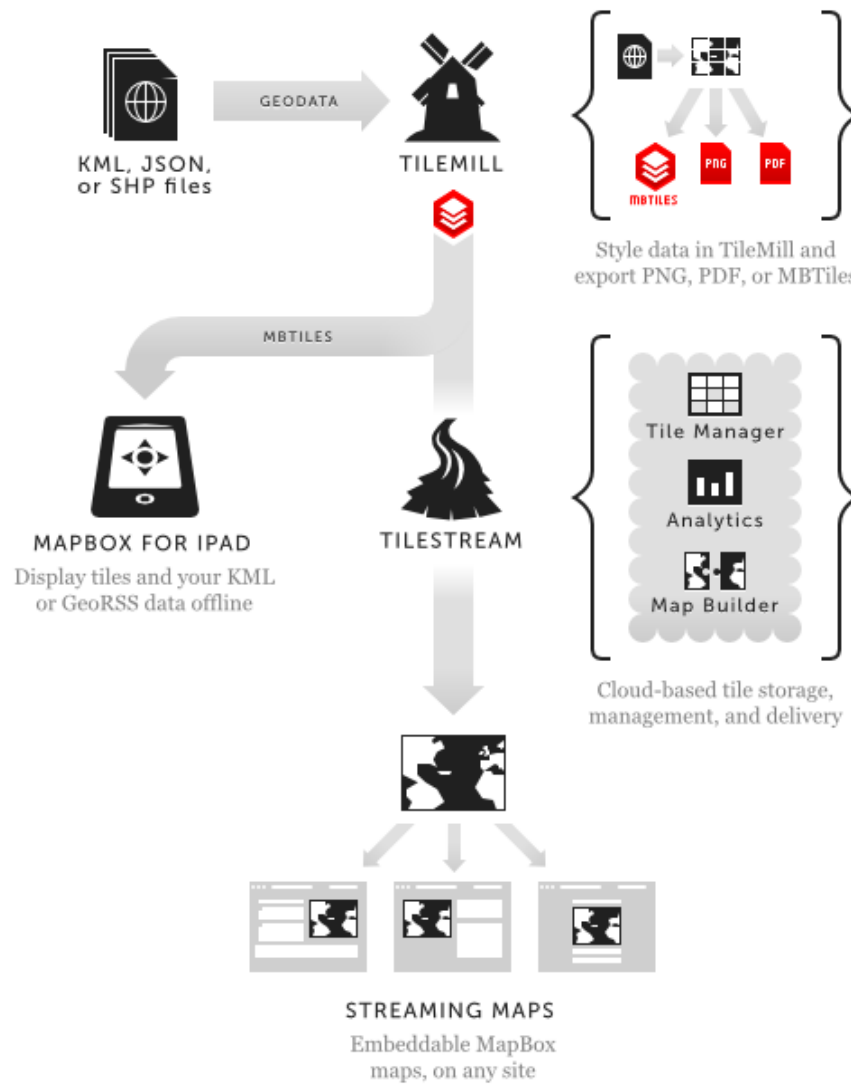 GEODATA
KML, JSON,
or SHP files
TILEMILL
MBTILES
PNG
PDF
Style data in TileMill and
export PNG, PDF, or MBTiles
MBTILES
MAPBOX FOR IPAD
Display tiles and your KML
or GeoRSS data offline
TILESTREAM
Tile Manager
Analytics
Map Builder
Cloud-based tile storage,
management, and delivery
STREAMING MAPS
Embeddable MapBox
maps, on any site